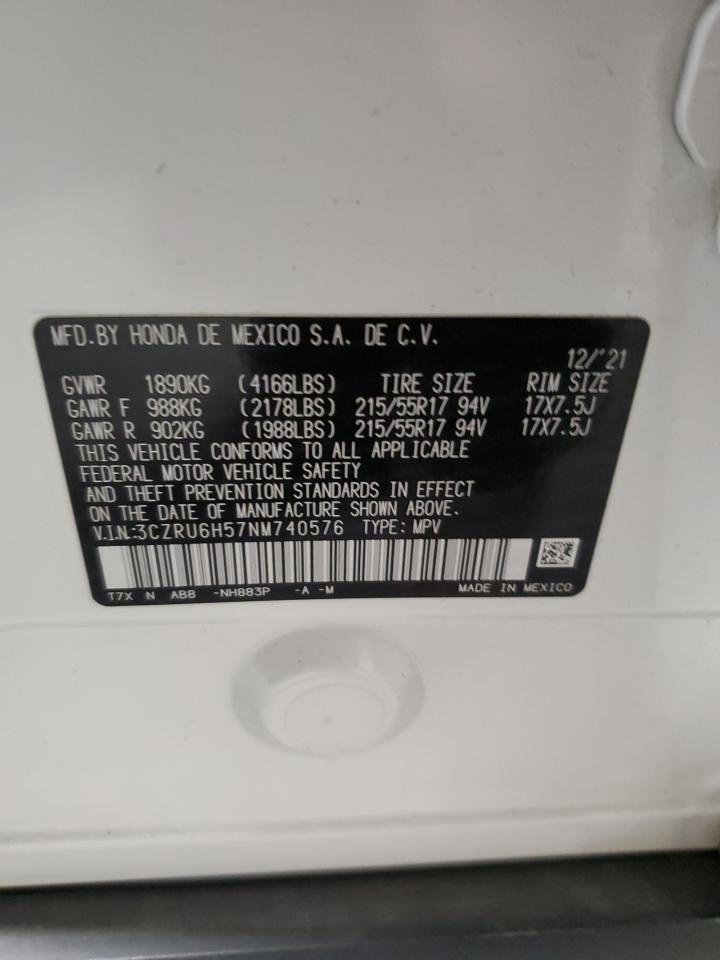 MFD.BY HONDA DE MEXICO S.A. DE C.V.
12/'21
GVWR 1890KG (4166LBS) TIRE SIZE RIM SIZE
GAWR F 988KG (2178LBS) 215/55R17 94V 17X7.5J
GAWR R 902KG (1988LBS) 215/55R17 94V 17X7.5J
THIS VEHICLE CONFORMS TO ALL APPLICABLE
FEDERAL MOTOR VEHICLE SAFETY
AND THEFT PREVENTION STANDARDS IN EFFECT
ON THE DATE OF MANUFACTURE SHOWN ABOVE.
V.I.N.:3CZRU6H57NM740576 TYPE: MPV
T7X N AB8 -NH883P -A -M MADE IN MEXICO